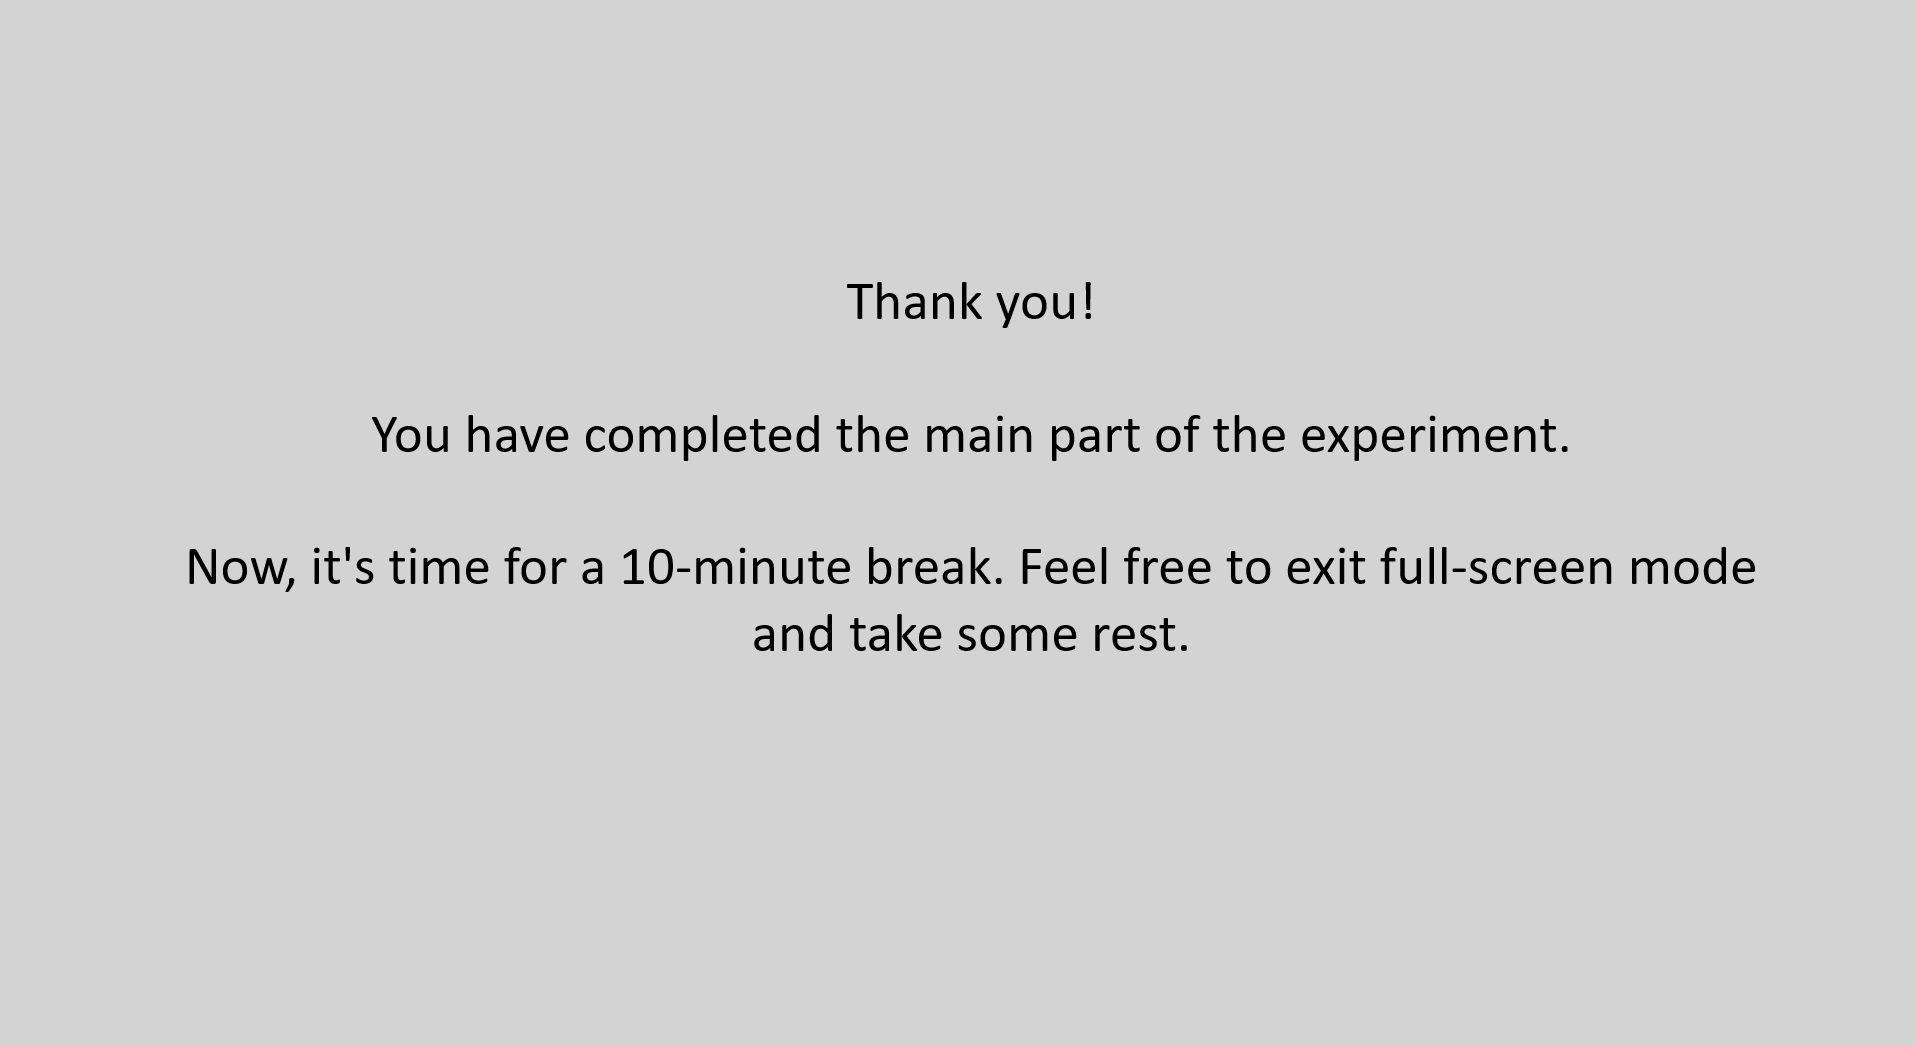 Thank you!
You have completed the main part of the experiment.
Now, it's time for a 10-minute break. Feel free to exit full-screen mode
and take some rest.